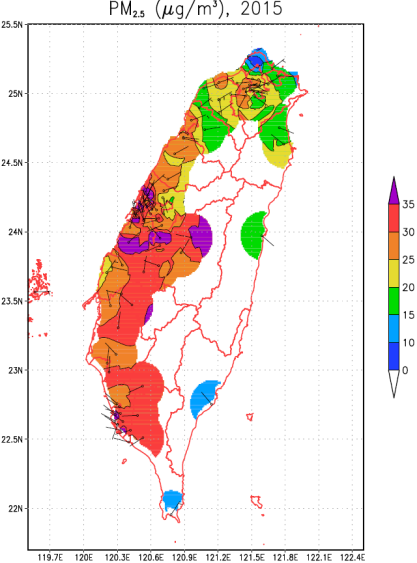 PM₂.₅ (μg/m³), 2015
25.5N
25N
24.5N
24N
23.5N
23N
22.5N
22N
119.7E 120E 120.3E 120.6E 120.9E 121.2E 121.5E 121.8E 122.1E 122.4E
35
30
25
20
15
10
0